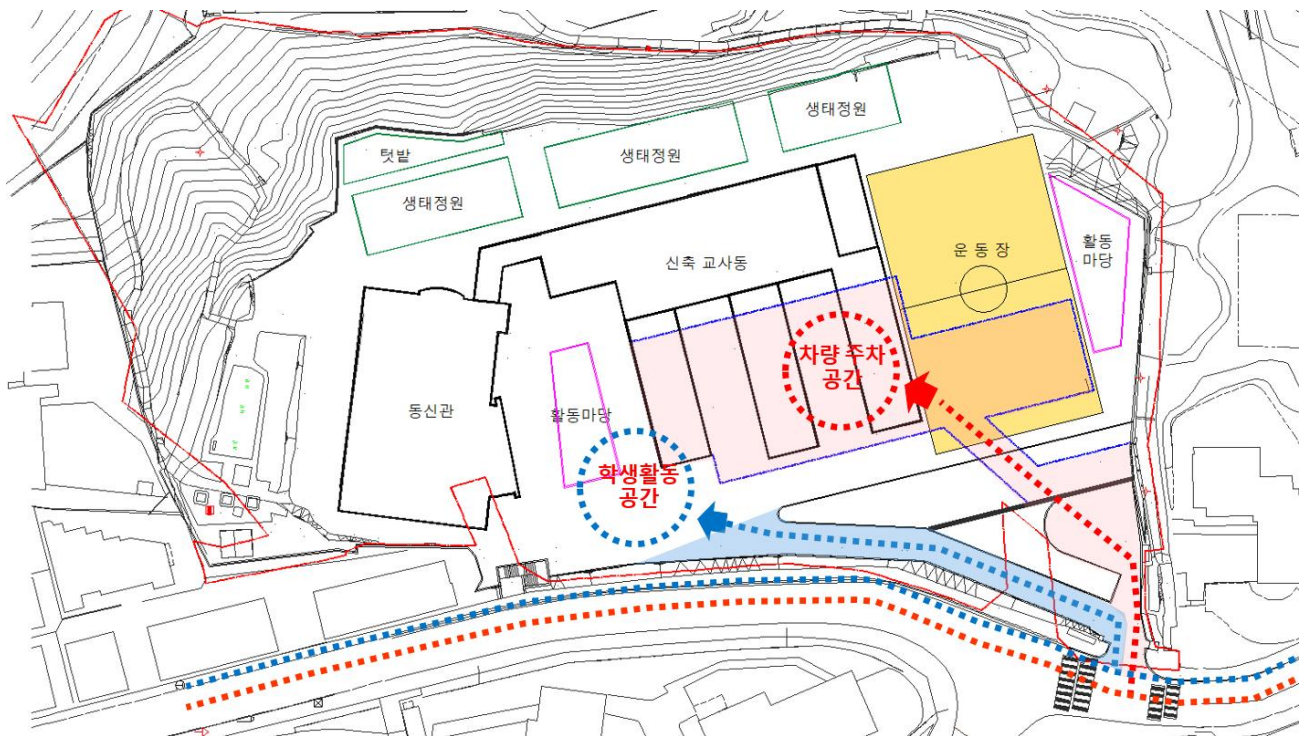 생태정원
텃밭
생태정원
생태정원
신축 교사동
운 동 장
활동
마당
차량 주차
공간
동신관
활동마당
학생활동
공간